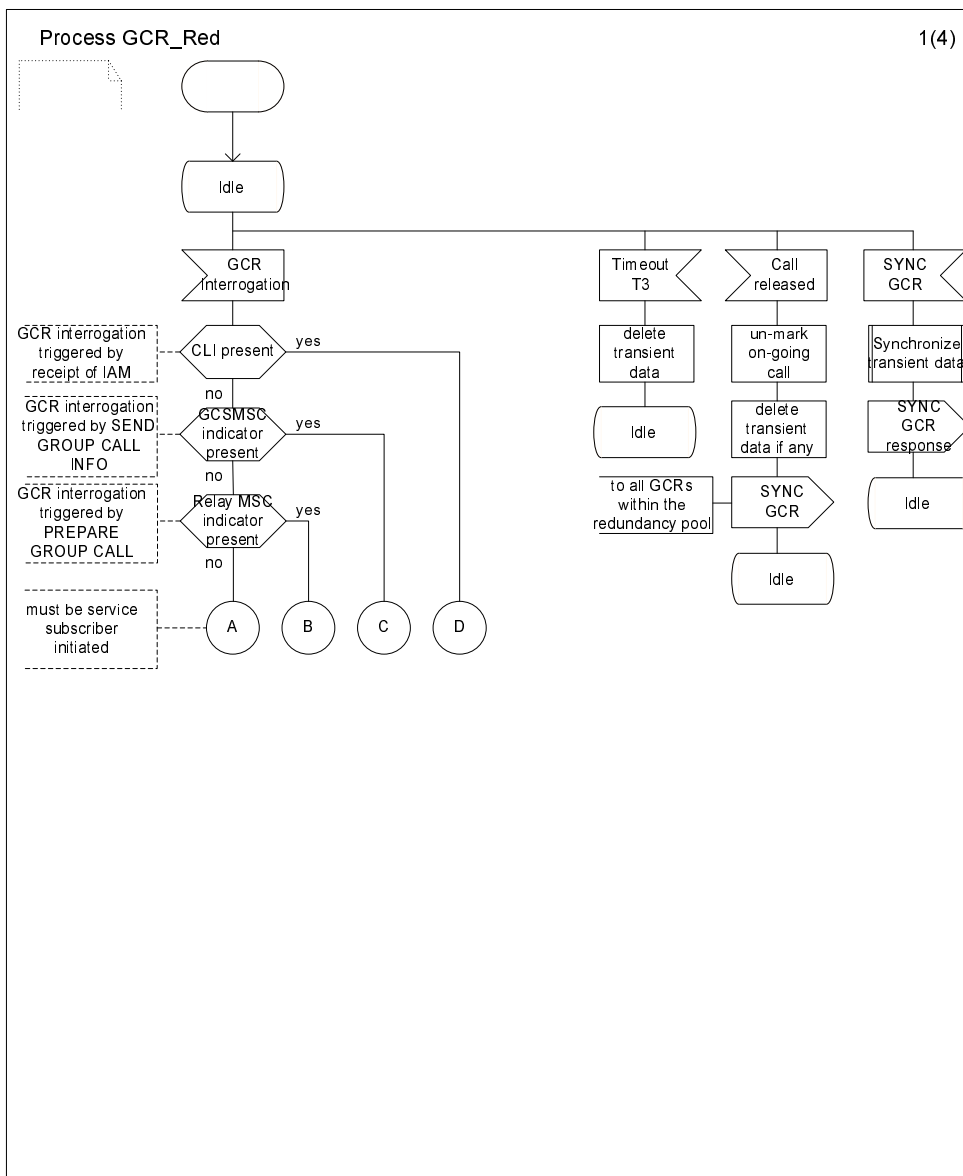 Process GCR_Red
1(4)
Idle
GCR
Interrogation
Timeout
T3
Call
released
SYNC
GCR
GCR interrogation
triggered by
receipt of IAM
CLI present
yes
no
delete
transient
data
un-mark
on-going
call
Synchronize
transient data
GCR interrogation
triggered by SEND
GROUP CALL
INFO
GCSMSC
indicator
present
yes
no
Idle
delete
transient
data if any
SYNC
GCR
response
GCR interrogation
triggered by
PREPARE
GROUP CALL
Relay MSC
indicator
present
yes
no
to all GCRs
within the
redundancy pool
SYNC
GCR
Idle
Idle
must be service
subscriber
initiated
A
B
C
D